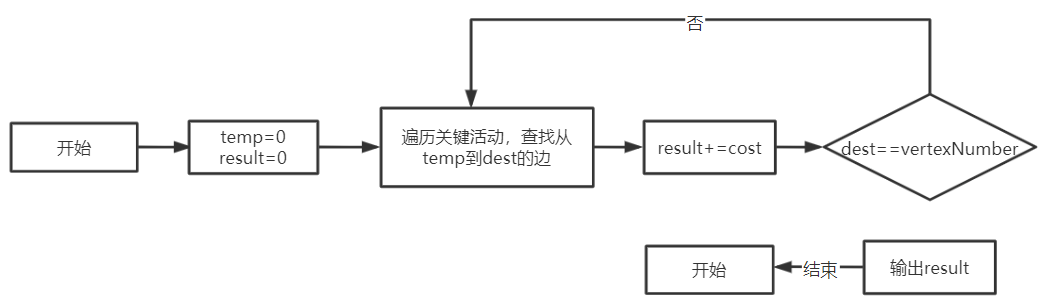 否
开始
temp=0
result=0
遍历关键活动，查找从
temp到dest的边
result+=cost
dest==vertexNumber
开始
结束
输出result